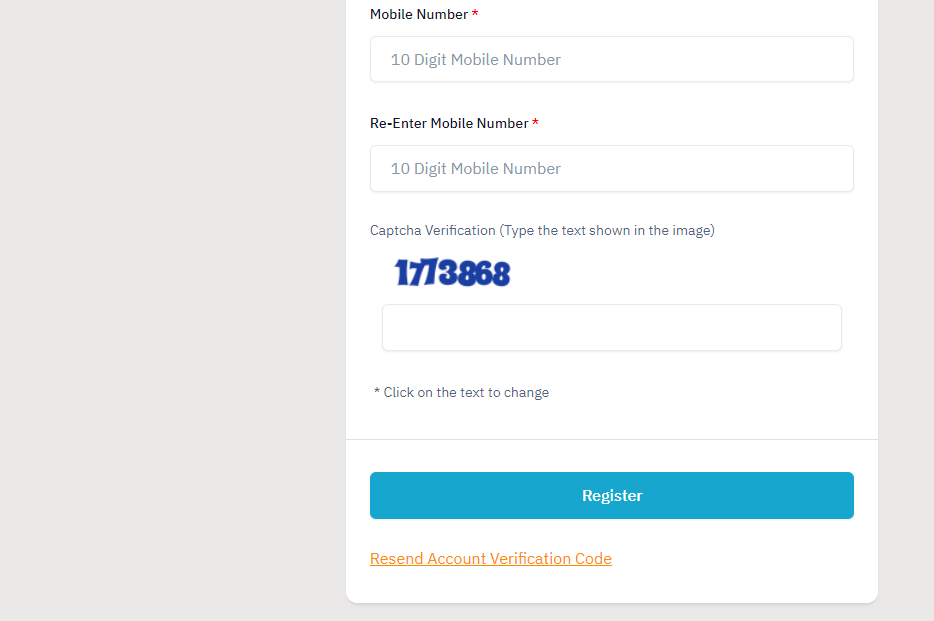 Mobile Number *
10 Digit Mobile Number
Re-Enter Mobile Number *
10 Digit Mobile Number
Captcha Verification (Type the text shown in the image)
1773868
* Click on the text to change
Register
Resend Account Verification Code